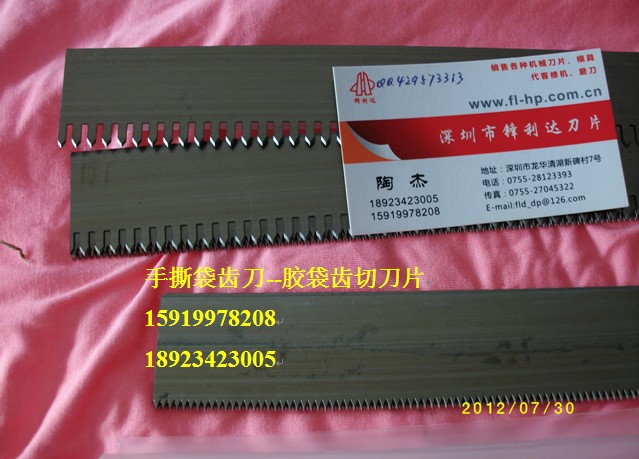 QQ429573313
销售各种机械刀片、模具
代客修机、磨刀
锋利达
www.fl-hp.com.cn
深圳市锋利达刀片
陶 杰
18923423005
15919978208
地址：深圳市龙华清湖新碑村7号
电话：0755-28123393
传真：0755-27045322
E-mail:fld_dp@126.com
手撕袋齿刀--胶袋齿切刀片
15919978208
18923423005
2012/07/30